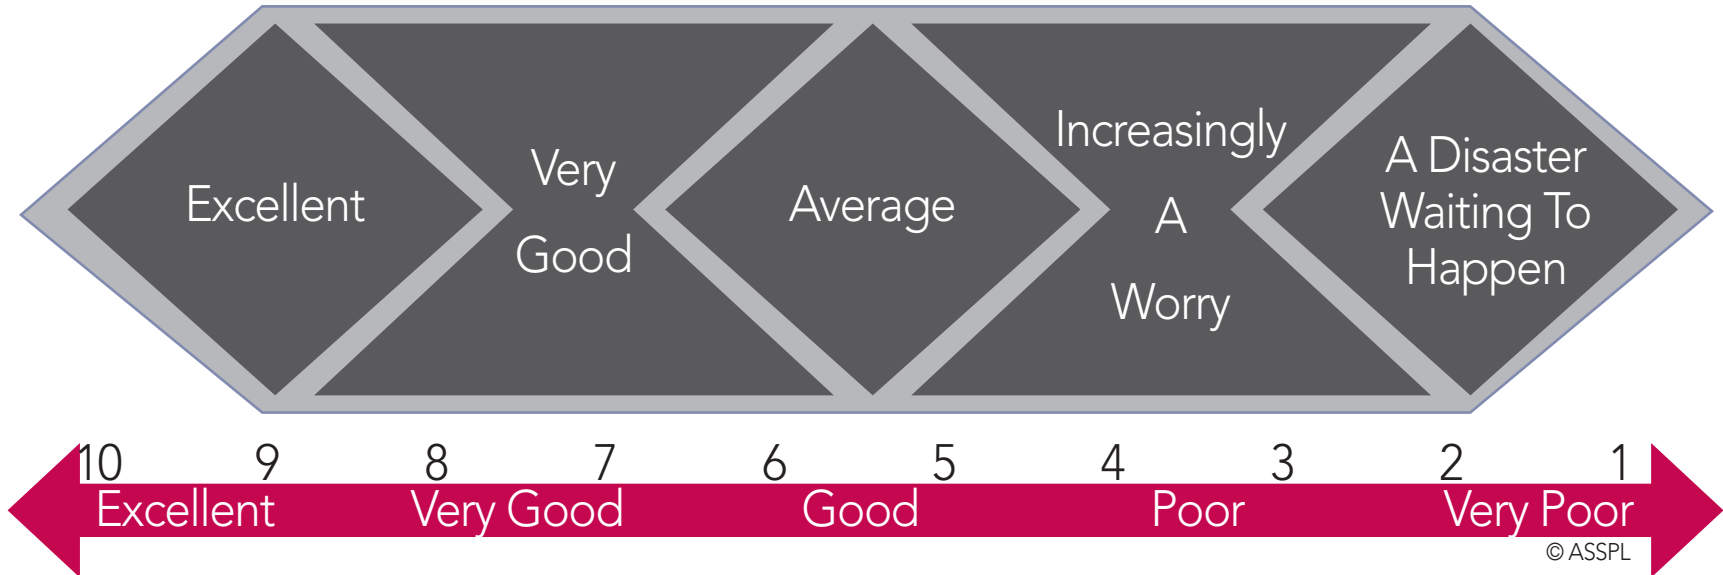 Excellent
Very
Good
Average
Increasingly
A
Worry
A Disaster
Waiting To
Happen
10 9 8 7 6 5 4 3 2 1
Excellent Very Good Good Poor Very Poor
© ASSPL